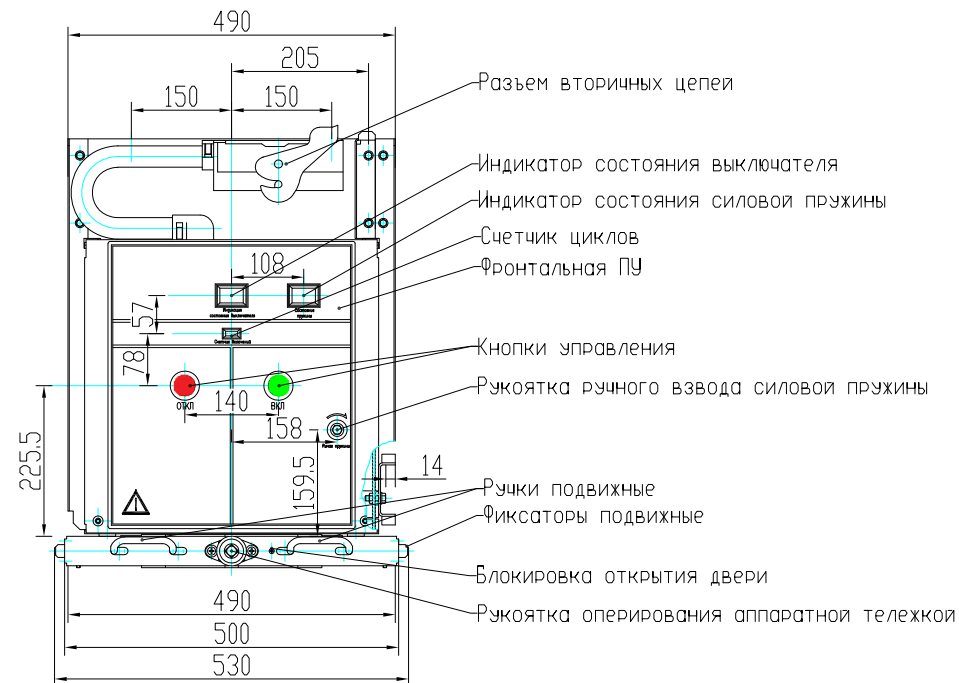 490
205
150
150
Разъем вторичных цепей
Индикатор состояния выключателя
Индикатор состояния силовой пружины
Счетчик циклов
108
Фронтальная ПУ
57
78
Кнопки управления
Рукоятка ручного взвода силовой пружины
ОТКЛ
140
ВКЛ
158
225.5
159.5
14
Ручки подвижные
Фиксаторы подвижные
Блокировка открытия двери
490
Рукоятка оперирования аппаратной тележкой
500
530